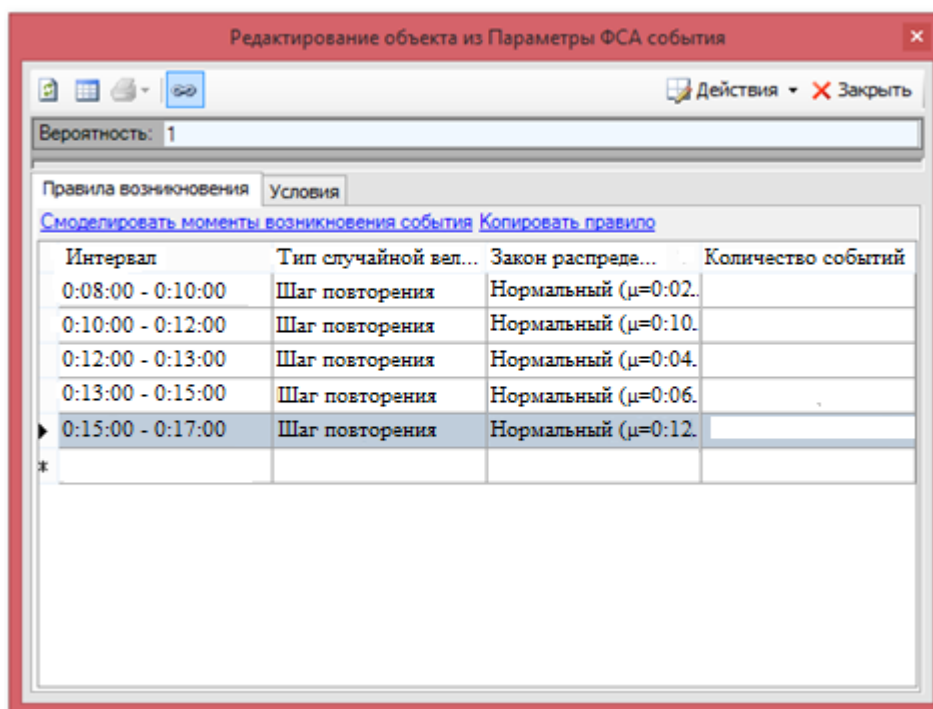 Редактирование объекта из Параметры ФСА события
Действия Закрыть
Вероятность: 1
Правила возникновения Условия
Смоделировать моменты возникновения события Копировать правило
Интервал Тип случайной вел... Закон распреде... Количество событий
0:08:00 - 0:10:00 Шаг повторения Нормальный (μ=0:02..
0:10:00 - 0:12:00 Шаг повторения Нормальный (μ=0:10.
0:12:00 - 0:13:00 Шаг повторения Нормальный (μ=0:04.
0:13:00 - 0:15:00 Шаг повторения Нормальный (μ=0:06.
0:15:00 - 0:17:00 Шаг повторения Нормальный (μ=0:12.